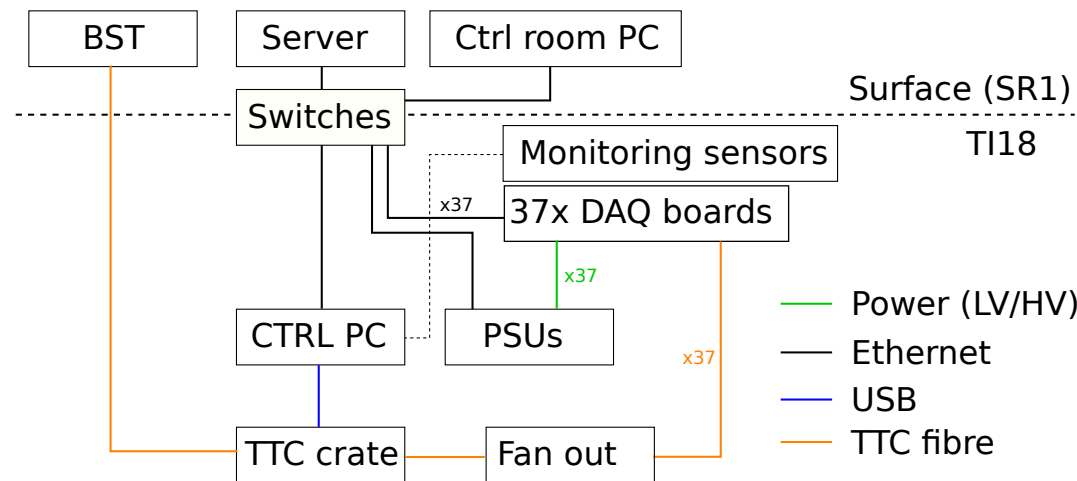 BST
Server
Ctrl room PC
Surface (SR1)
Switches
TI18
Monitoring sensors
x37
37x DAQ boards
x37
Power (LV/HV)
CTRL PC
PSUs
x37
Ethernet
USB
TTC fibre
TTC crate
Fan out